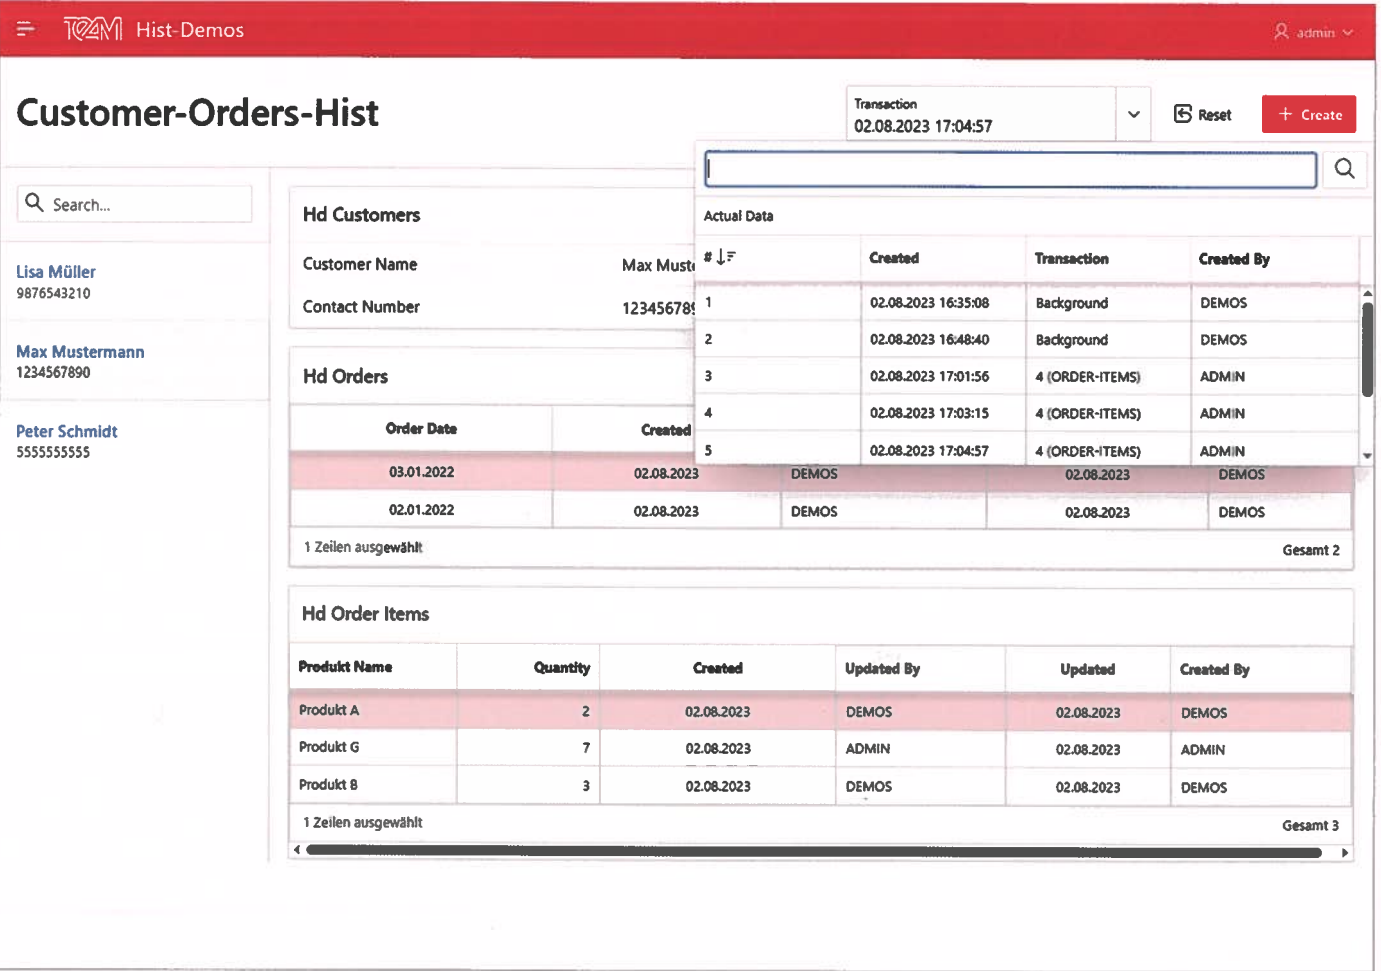 TEAM Hist-Demos
admin
Customer-Orders-Hist
Transaction
02.08.2023 17:04:57
Reset
+ Create
Search...
Lisa Müller
9876543210
Max Mustermann
1234567890
Peter Schmidt
5555555555
Actual Data
# Created Transaction Created By
1 02.08.2023 16:35:08 Background DEMOS
2 02.08.2023 16:48:40 Background DEMOS
3 02.08.2023 17:01:56 4 (ORDER-ITEMS) ADMIN
4 02.08.2023 17:03:15 4 (ORDER-ITEMS) ADMIN
5 02.08.2023 17:04:57 4 (ORDER-ITEMS) ADMIN
Hd Customers
Customer Name Max Muste
Contact Number 123456789
Hd Orders
Order Date Created
03.01.2022 02.08.2023 DEMOS 02.08.2023 DEMOS
02.01.2022 02.08.2023 DEMOS 02.08.2023 DEMOS
1 Zeilen ausgewählt Gesamt 2
Hd Order Items
Produkt Name Quantity Created Updated By Updated Created By
Produkt A 2 02.08.2023 DEMOS 02.08.2023 DEMOS
Produkt G 7 02.08.2023 ADMIN 02.08.2023 ADMIN
Produkt B 3 02.08.2023 DEMOS 02.08.2023 DEMOS
1 Zeilen ausgewählt Gesamt 3